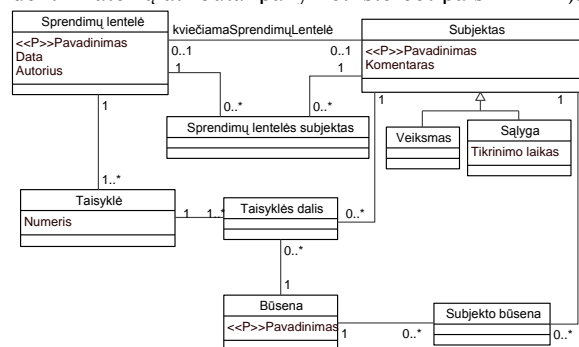 Sprendimų lentelė
<<P>>Pavadinimas
Data
Autorius
kviečiamaSprendimųLentelė
0..1
0..1
Subjektas
<<P>>Pavadinimas
Komentaras
1
1
0..*
0..*
Sprendimų lentelės subjektas
1
1
1
Veiksmas
Sąlyga
Tikrinimo laikas
1..*
Taisyklė
Numeris
1
1..*
Taisyklės dalis
0..*
0..*
1
Būsena
<<P>>Pavadinimas
1
0..*
Subjekto būsena
0..*